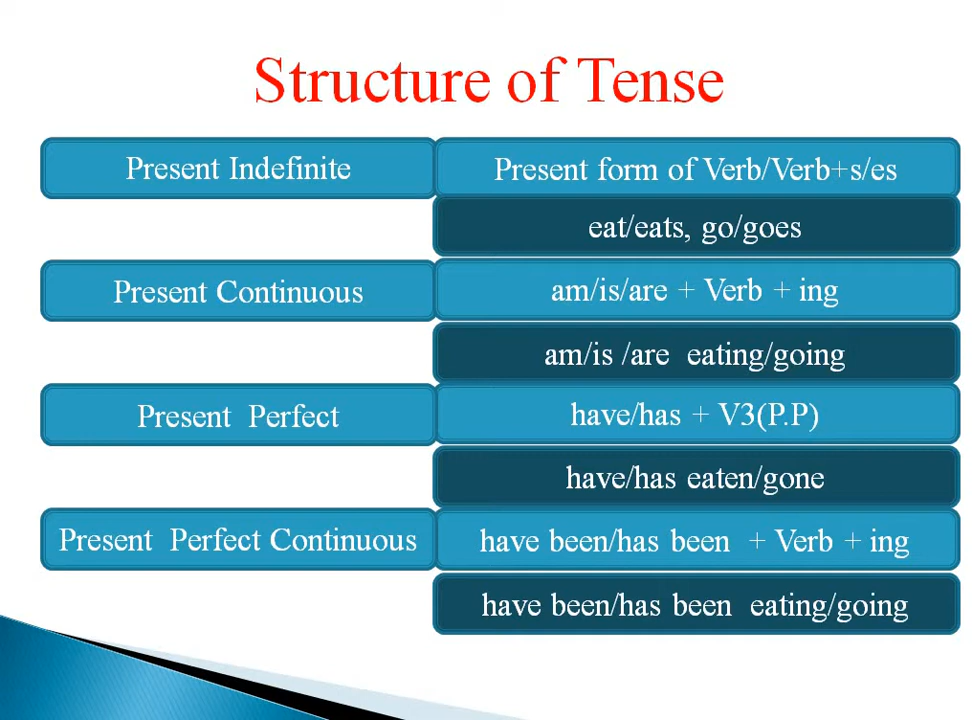 Structure of Tense
Present Indefinite
Present form of Verb/Verb+s/es
eat/eats, go/goes
Present Continuous
am/is/are + Verb + ing
am/is /are eating/going
Present Perfect
have/has + V3(P.P)
have/has eaten/gone
Present Perfect Continuous
have been/has been + Verb + ing
have been/has been eating/going